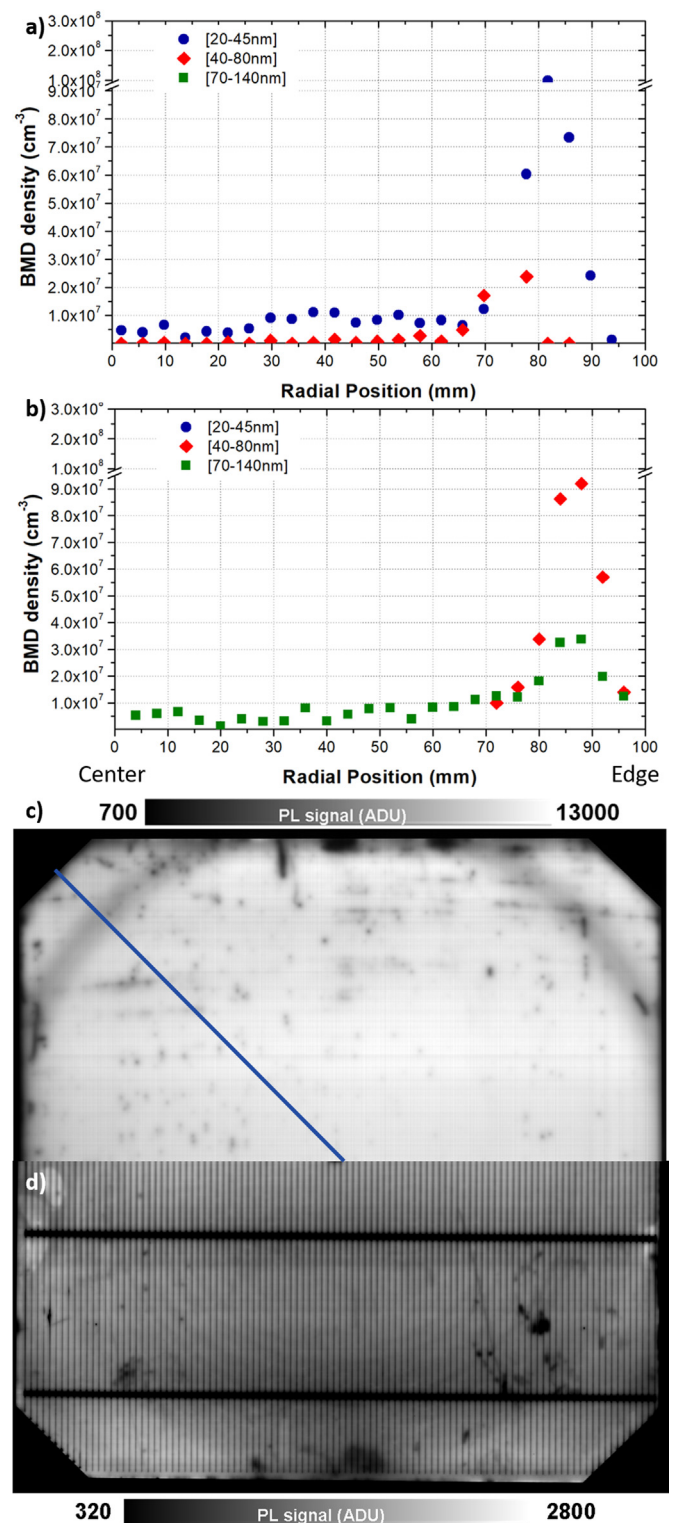 a)
3.0x10⁸
[20-45nm]
[40-80nm]
2.0x10⁸
[70-140nm]
1.0x10⁸
9.0x10⁷
8.0x10⁷
7.0x10⁷
6.0x10⁷
5.0x10⁷
4.0x10⁷
3.0x10⁷
2.0x10⁷
1.0x10⁷
BMD density (cm⁻³)
0 10 20 30 40 50 60 70 80 90 100
Radial Position (mm)
b)
[20-45nm]
2.0x10⁸
[40-80nm]
[70-140nm]
1.0x10⁸
9.0x10⁷
8.0x10⁷
7.0x10⁷
6.0x10⁷
5.0x10⁷
4.0x10⁷
3.0x10⁷
2.0x10⁷
1.0x10⁷
BMD density (cm⁻³)
0 10 20 30 40 50 60 70 80 90 100
Center Radial Position (mm) Edge
c) 700 PL signal (ADU) 13000
d)
320 PL signal (ADU) 2800